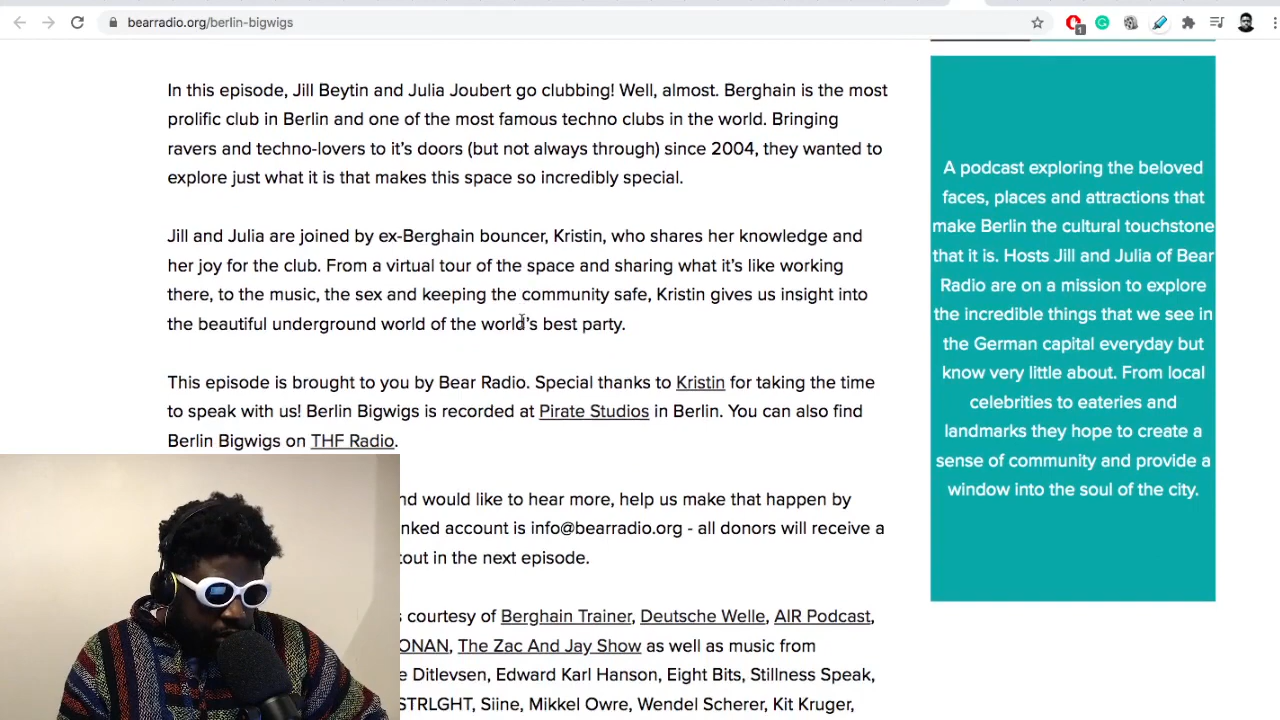 bearradio.org/berlin-bigwigs
1
In this episode, Jill Beytin and Julia Joubert go clubbing! Well, almost. Berghain is the most
prolific club in Berlin and one of the most famous techno clubs in the world. Bringing
ravers and techno-lovers to it's doors (but not always through) since 2004, they wanted to
explore just what it is that makes this space so incredibly special.
Jill and Julia are joined by ex-Berghain bouncer, Kristin, who shares her knowledge and
her joy for the club. From a virtual tour of the space and sharing what it's like working
there, to the music, the sex and keeping the community safe, Kristin gives us insight into
the beautiful underground world of the world's best party.
This episode is brought to you by Bear Radio. Special thanks to Kristin for taking the time
to speak with us! Berlin Bigwigs is recorded at Pirate Studios in Berlin. You can also find
Berlin Bigwigs on THF Radio.
nd would like to hear more, help us make that happen by
nked account is info@bearradio.org - all donors will receive a
tout in the next episode.
s courtesy of Berghain Trainer, Deutsche Welle, AIR Podcast,
ONAN, The Zac And Jay Show as well as music from
e Ditlevsen, Edward Karl Hanson, Eight Bits, Stillness Speak,
STRLGHT, Siine, Mikkel Owre, Wendel Scherer, Kit Kruger,
A podcast exploring the beloved
faces, places and attractions that
make Berlin the cultural touchstone
that it is. Hosts Jill and Julia of Bear
Radio are on a mission to explore
the incredible things that we see in
the German capital everyday but
know very little about. From local
celebrities to eateries and
landmarks they hope to create a
sense of community and provide a
window into the soul of the city.